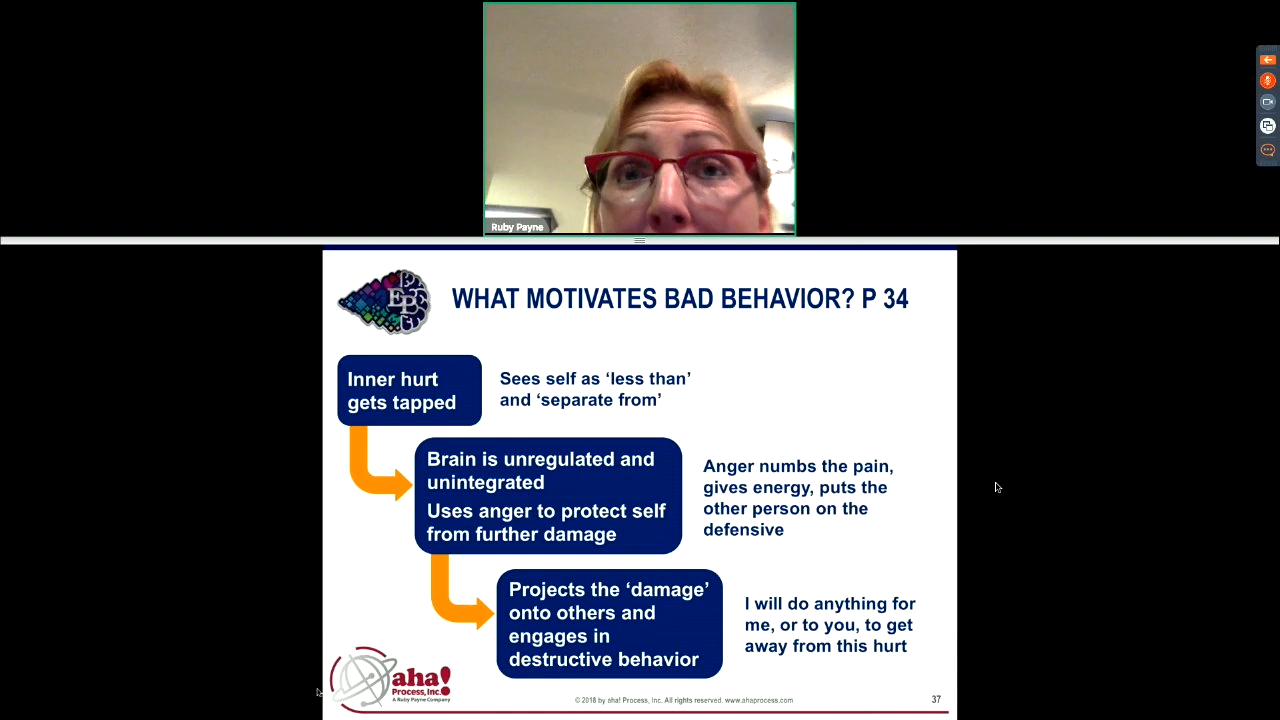 Ruby Payne
EPB
WHAT MOTIVATES BAD BEHAVIOR? P 34
Inner hurt
gets tapped
Sees self as ‘less than’
and ‘separate from’
Brain is unregulated and
unintegrated
Uses anger to protect self
from further damage
Anger numbs the pain,
gives energy, puts the
other person on the
defensive
Projects the ‘damage’
onto others and
engages in
destructive behavior
I will do anything for
me, or to you, to get
away from this hurt
aha!
Process, Inc.
A Ruby Payne Company
© 2018 by aha! Process, Inc. All rights reserved. www.ahaprocess.com
37